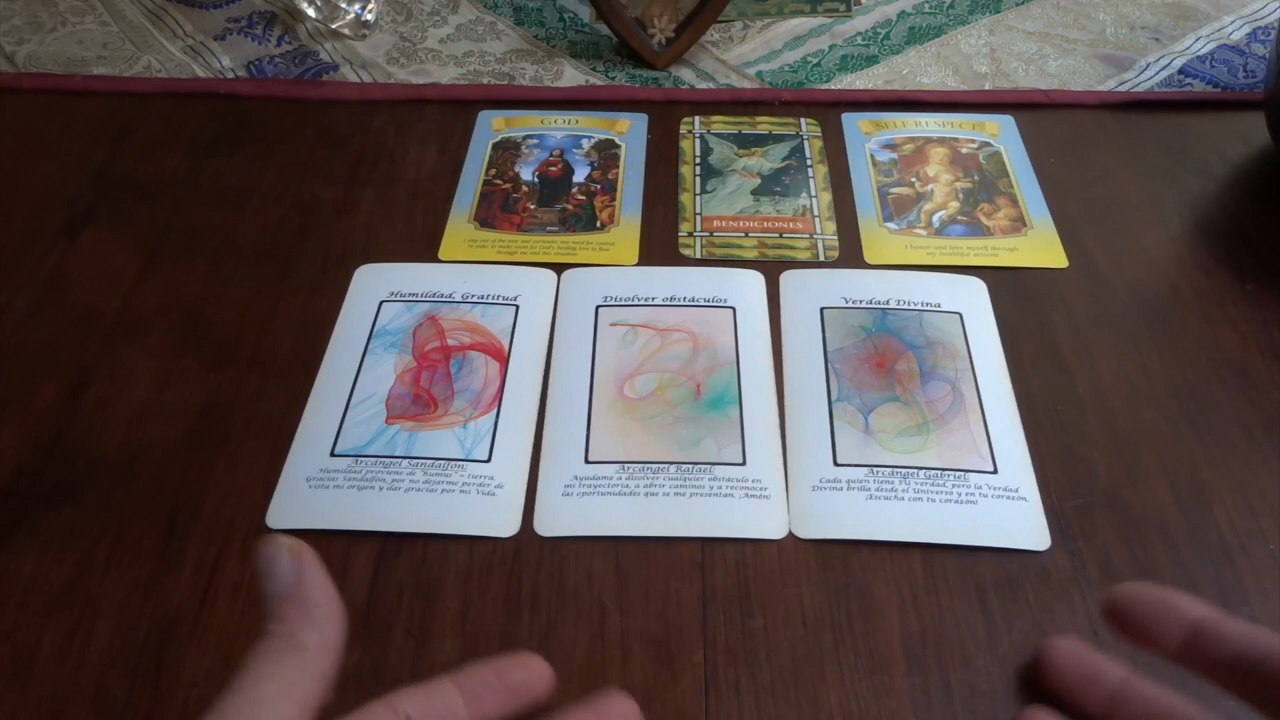 GOD
I step out of the way and surrender my need for control,
in order to make room for God's healing love to flow
through me and this situation
BENDICIONES
SELF-RESPECT
I honor and love myself through
my healthful actions.
Humildad, Gratitud
Arcángel Sandalfón:
Humildad proviene de "humus" = tierra.
Gracias Sandalfón, por no dejarme perder de
vista mi origen y dar gracias por mi Vida.
Disolver obstáculos
Arcángel Rafael:
Ayúdame a disolver cualquier obstáculo en
mi trayectoria, a abrir caminos y a reconocer
las oportunidades que se me presentan. ¡Amén!
Verdad Divina
Arcángel Gabriel:
Cada quien tiene SU verdad, pero la Verdad
Divina brilla desde el Universo y en tu corazón.
¡Escucha con tu corazón!